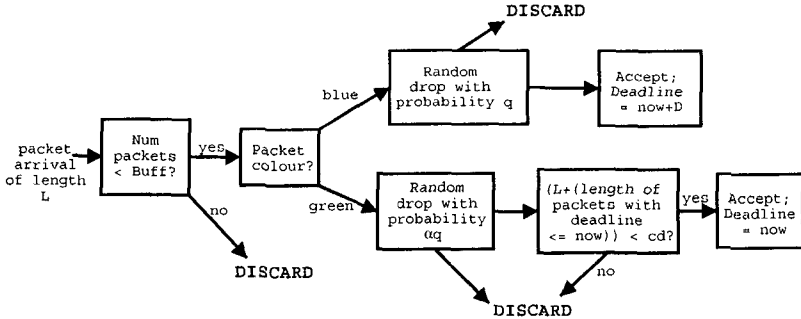 DISCARD
Random
drop with
probability q
Accept;
Deadline
= now+D
blue
packet
arrival
of length
L
Num
packets
< Buff?
yes
Packet
colour?
no
DISCARD
green
Random
drop with
probability
αq
(L+(length of
packets with
deadline
<= now)) < cd?
yes
Accept;
Deadline
= now
no
DISCARD